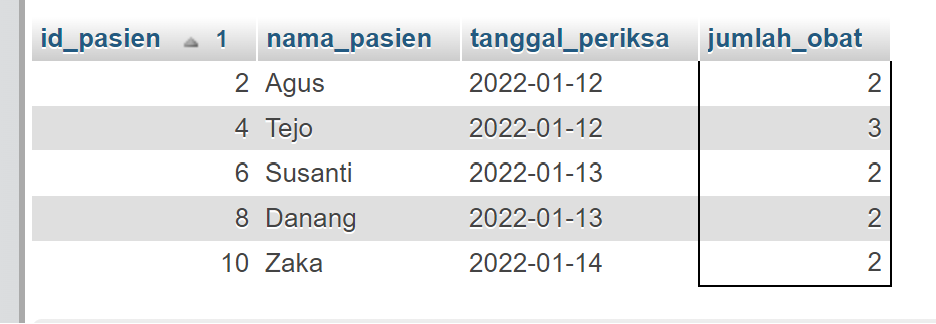 id_pasien 1 nama_pasien tanggal_periksa jumlah_obat
2 Agus 2022-01-12 2
4 Tejo 2022-01-12 3
6 Susanti 2022-01-13 2
8 Danang 2022-01-13 2
10 Zaka 2022-01-14 2